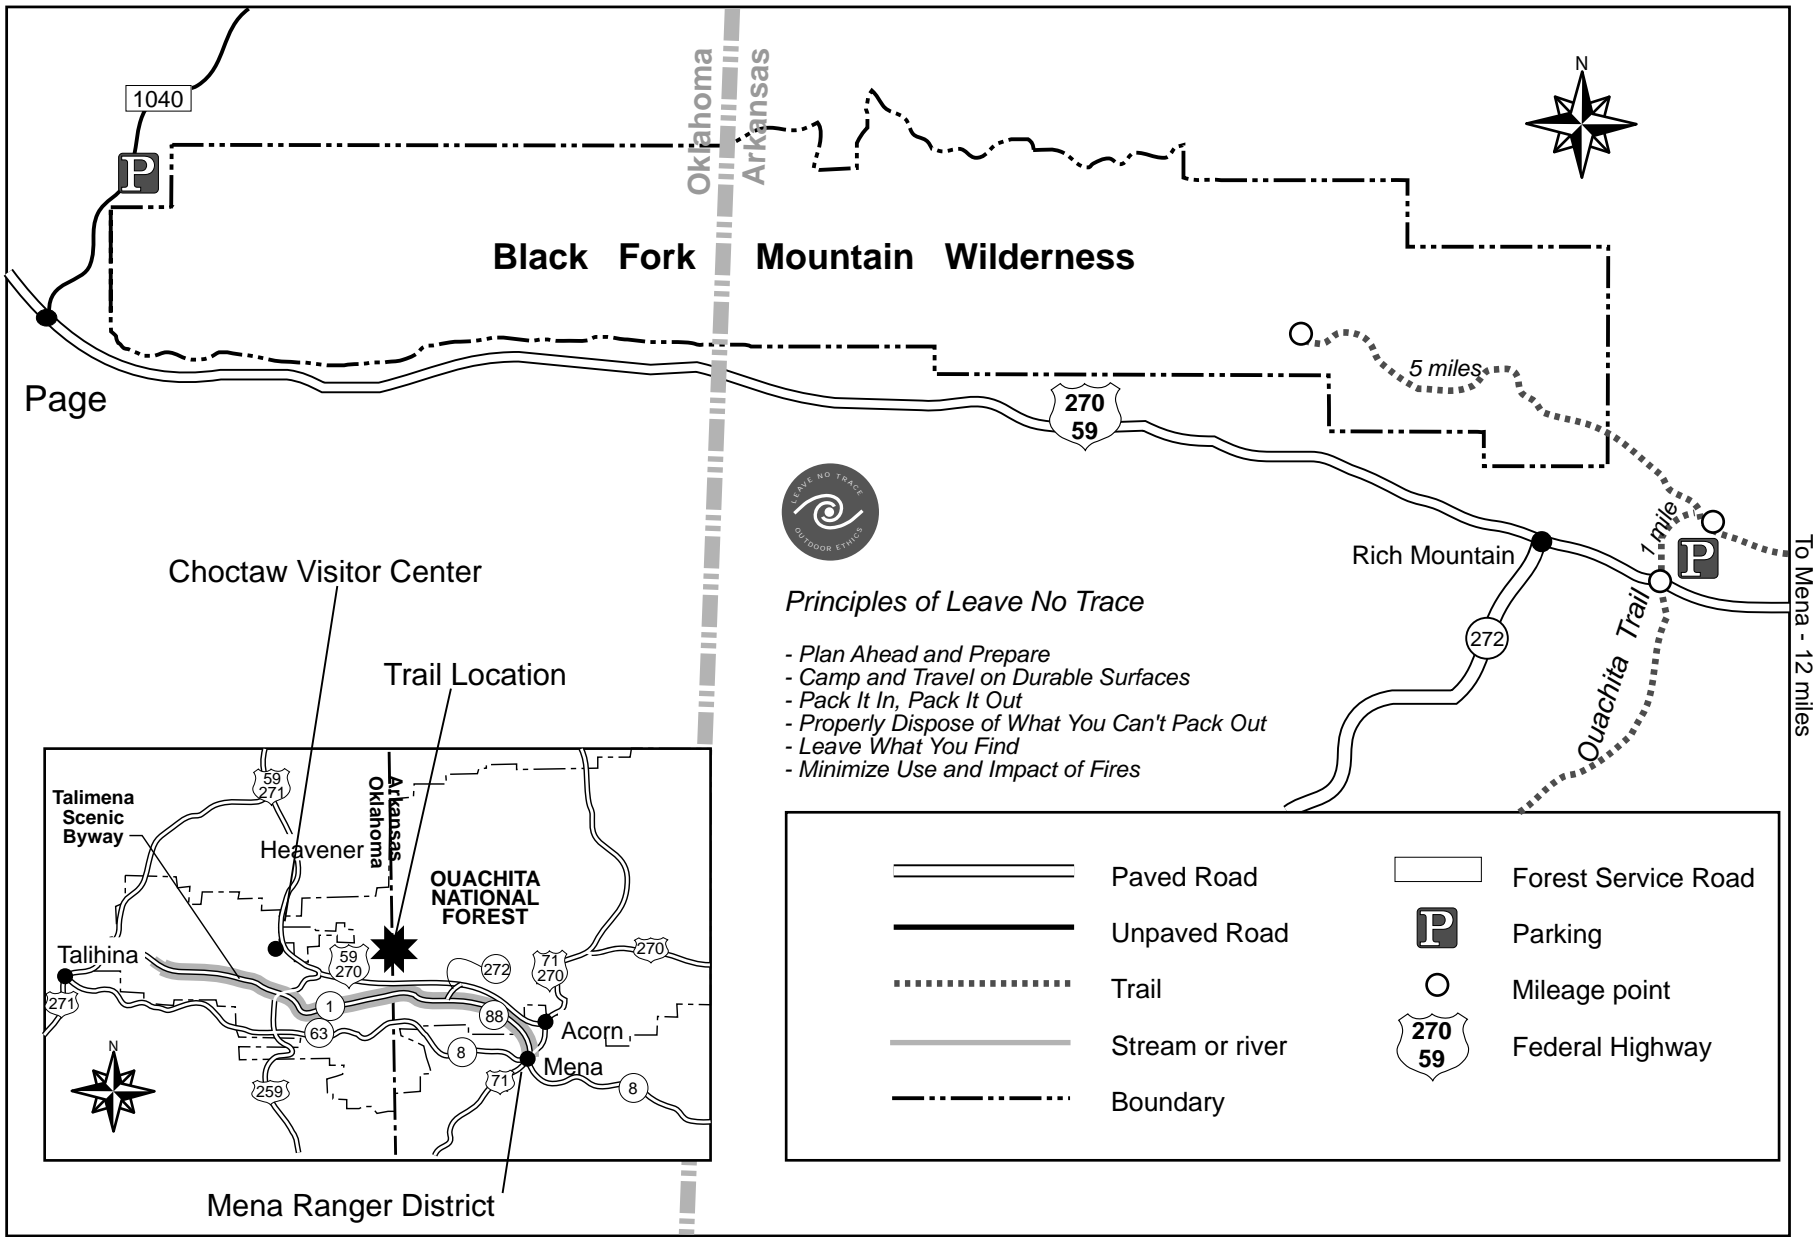 1040
Oklahoma
Arkansas
N
Black Fork Mountain Wilderness
5 miles
Page
270
59
LEAVE NO TRACE
OUTDOOR ETHICS
1 mile
P
P
Rich Mountain
To Mena - 12 miles
Ouachita Trail
272
Choctaw Visitor Center
Trail Location
Principles of Leave No Trace
- Plan Ahead and Prepare
- Camp and Travel on Durable Surfaces
- Pack It In, Pack It Out
- Properly Dispose of What You Can't Pack Out
- Leave What You Find
- Minimize Use and Impact of Fires
59
271
Arkansas
Oklahoma
Talimena
Scenic
Byway
Heavener
OUACHITA
NATIONAL
FOREST
Talihina
59
270
272
71
270
270
271
1
88
63
Acorn
8
Mena
N
259
71
8
Mena Ranger District
Paved Road
Forest Service Road
Unpaved Road
P
Parking
Trail
Mileage point
Stream or river
270
59
Federal Highway
Boundary